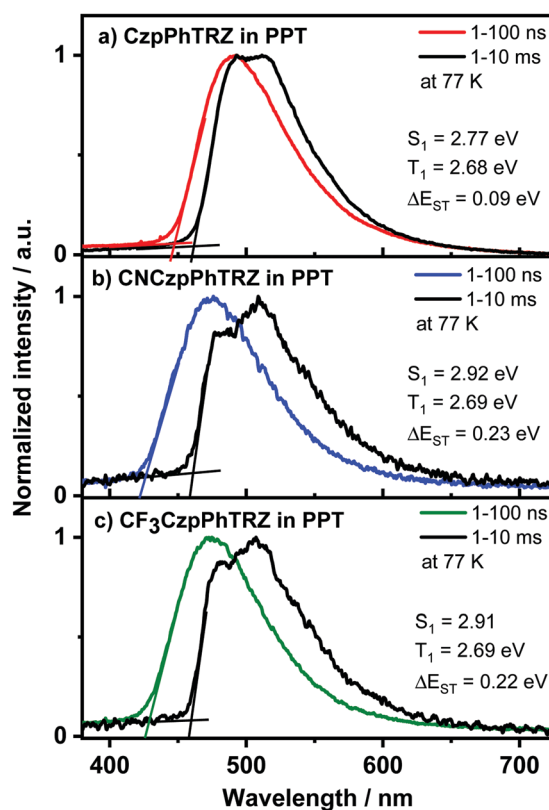 a) CzpPhTRZ in PPT
1-100 ns
1-10 ms
at 77 K
S₁ = 2.77 eV
T₁ = 2.68 eV
ΔE_ST = 0.09 eV
1
0
b) CNCzpPhTRZ in PPT
1-100 ns
1-10 ms
at 77 K
S₁ = 2.92 eV
T₁ = 2.69 eV
ΔE_ST = 0.23 eV
1
0
c) CF₃CzpPhTRZ in PPT
1-100 ns
1-10 ms
at 77 K
S₁ = 2.91
T₁ = 2.69 eV
ΔE_ST = 0.22 eV
1
0
Normalized intensity / a.u.
400 500 600 700
Wavelength / nm